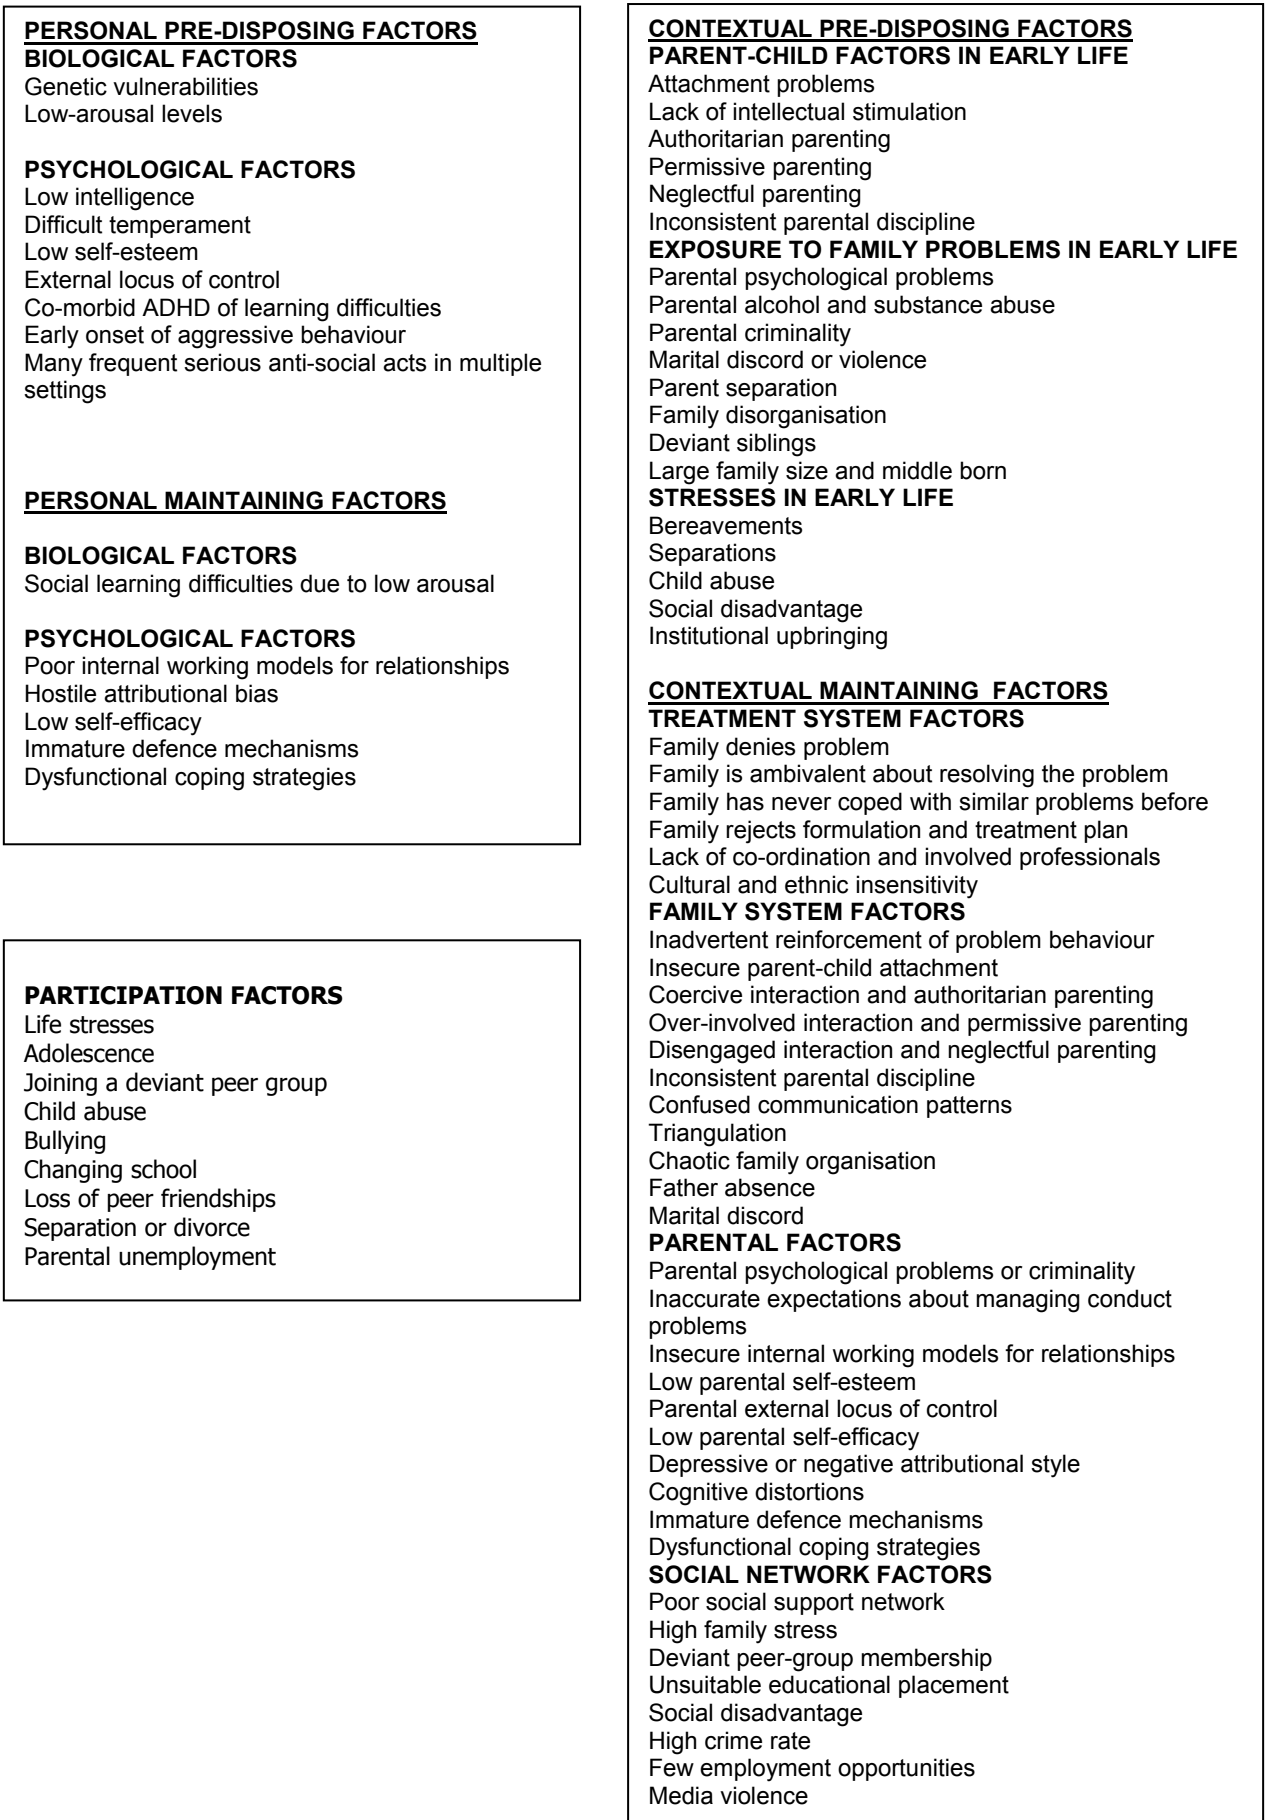 PERSONAL PRE-DISPOSING FACTORS
BIOLOGICAL FACTORS
Genetic vulnerabilities
Low-arousal levels
PSYCHOLOGICAL FACTORS
Low intelligence
Difficult temperament
Low self-esteem
External locus of control
Co-morbid ADHD of learning difficulties
Early onset of aggressive behaviour
Many frequent serious anti-social acts in multiple
settings
PERSONAL MAINTAINING FACTORS
BIOLOGICAL FACTORS
Social learning difficulties due to low arousal
PSYCHOLOGICAL FACTORS
Poor internal working models for relationships
Hostile attributional bias
Low self-efficacy
Immature defence mechanisms
Dysfunctional coping strategies
PARTICIPATION FACTORS
Life stresses
Adolescence
Joining a deviant peer group
Child abuse
Bullying
Changing school
Loss of peer friendships
Separation or divorce
Parental unemployment
CONTEXTUAL PRE-DISPOSING FACTORS
PARENT-CHILD FACTORS IN EARLY LIFE
Attachment problems
Lack of intellectual stimulation
Authoritarian parenting
Permissive parenting
Neglectful parenting
Inconsistent parental discipline
EXPOSURE TO FAMILY PROBLEMS IN EARLY LIFE
Parental psychological problems
Parental alcohol and substance abuse
Parental criminality
Marital discord or violence
Parent separation
Family disorganisation
Deviant siblings
Large family size and middle born
STRESSES IN EARLY LIFE
Bereavements
Separations
Child abuse
Social disadvantage
Institutional upbringing
CONTEXTUAL MAINTAINING FACTORS
TREATMENT SYSTEM FACTORS
Family denies problem
Family is ambivalent about resolving the problem
Family has never coped with similar problems before
Family rejects formulation and treatment plan
Lack of co-ordination and involved professionals
Cultural and ethnic insensitivity
FAMILY SYSTEM FACTORS
Inadvertent reinforcement of problem behaviour
Insecure parent-child attachment
Coercive interaction and authoritarian parenting
Over-involved interaction and permissive parenting
Disengaged interaction and neglectful parenting
Inconsistent parental discipline
Confused communication patterns
Triangulation
Chaotic family organisation
Father absence
Marital discord
PARENTAL FACTORS
Parental psychological problems or criminality
Inaccurate expectations about managing conduct
problems
Insecure internal working models for relationships
Low parental self-esteem
Parental external locus of control
Low parental self-efficacy
Depressive or negative attributional style
Cognitive distortions
Immature defence mechanisms
Dysfunctional coping strategies
SOCIAL NETWORK FACTORS
Poor social support network
High family stress
Deviant peer-group membership
Unsuitable educational placement
Social disadvantage
High crime rate
Few employment opportunities
Media violence